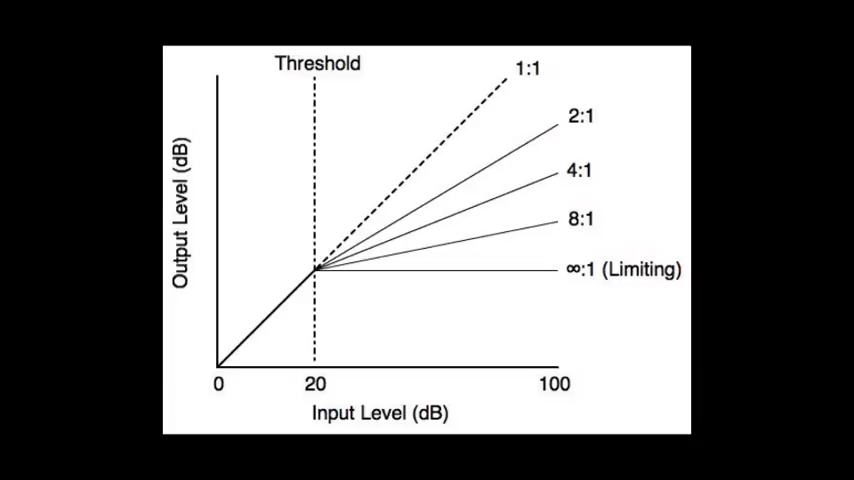 Threshold
1:1
2:1
4:1
8:1
∞:1 (Limiting)
Output Level (dB)
0 20 100
Input Level (dB)